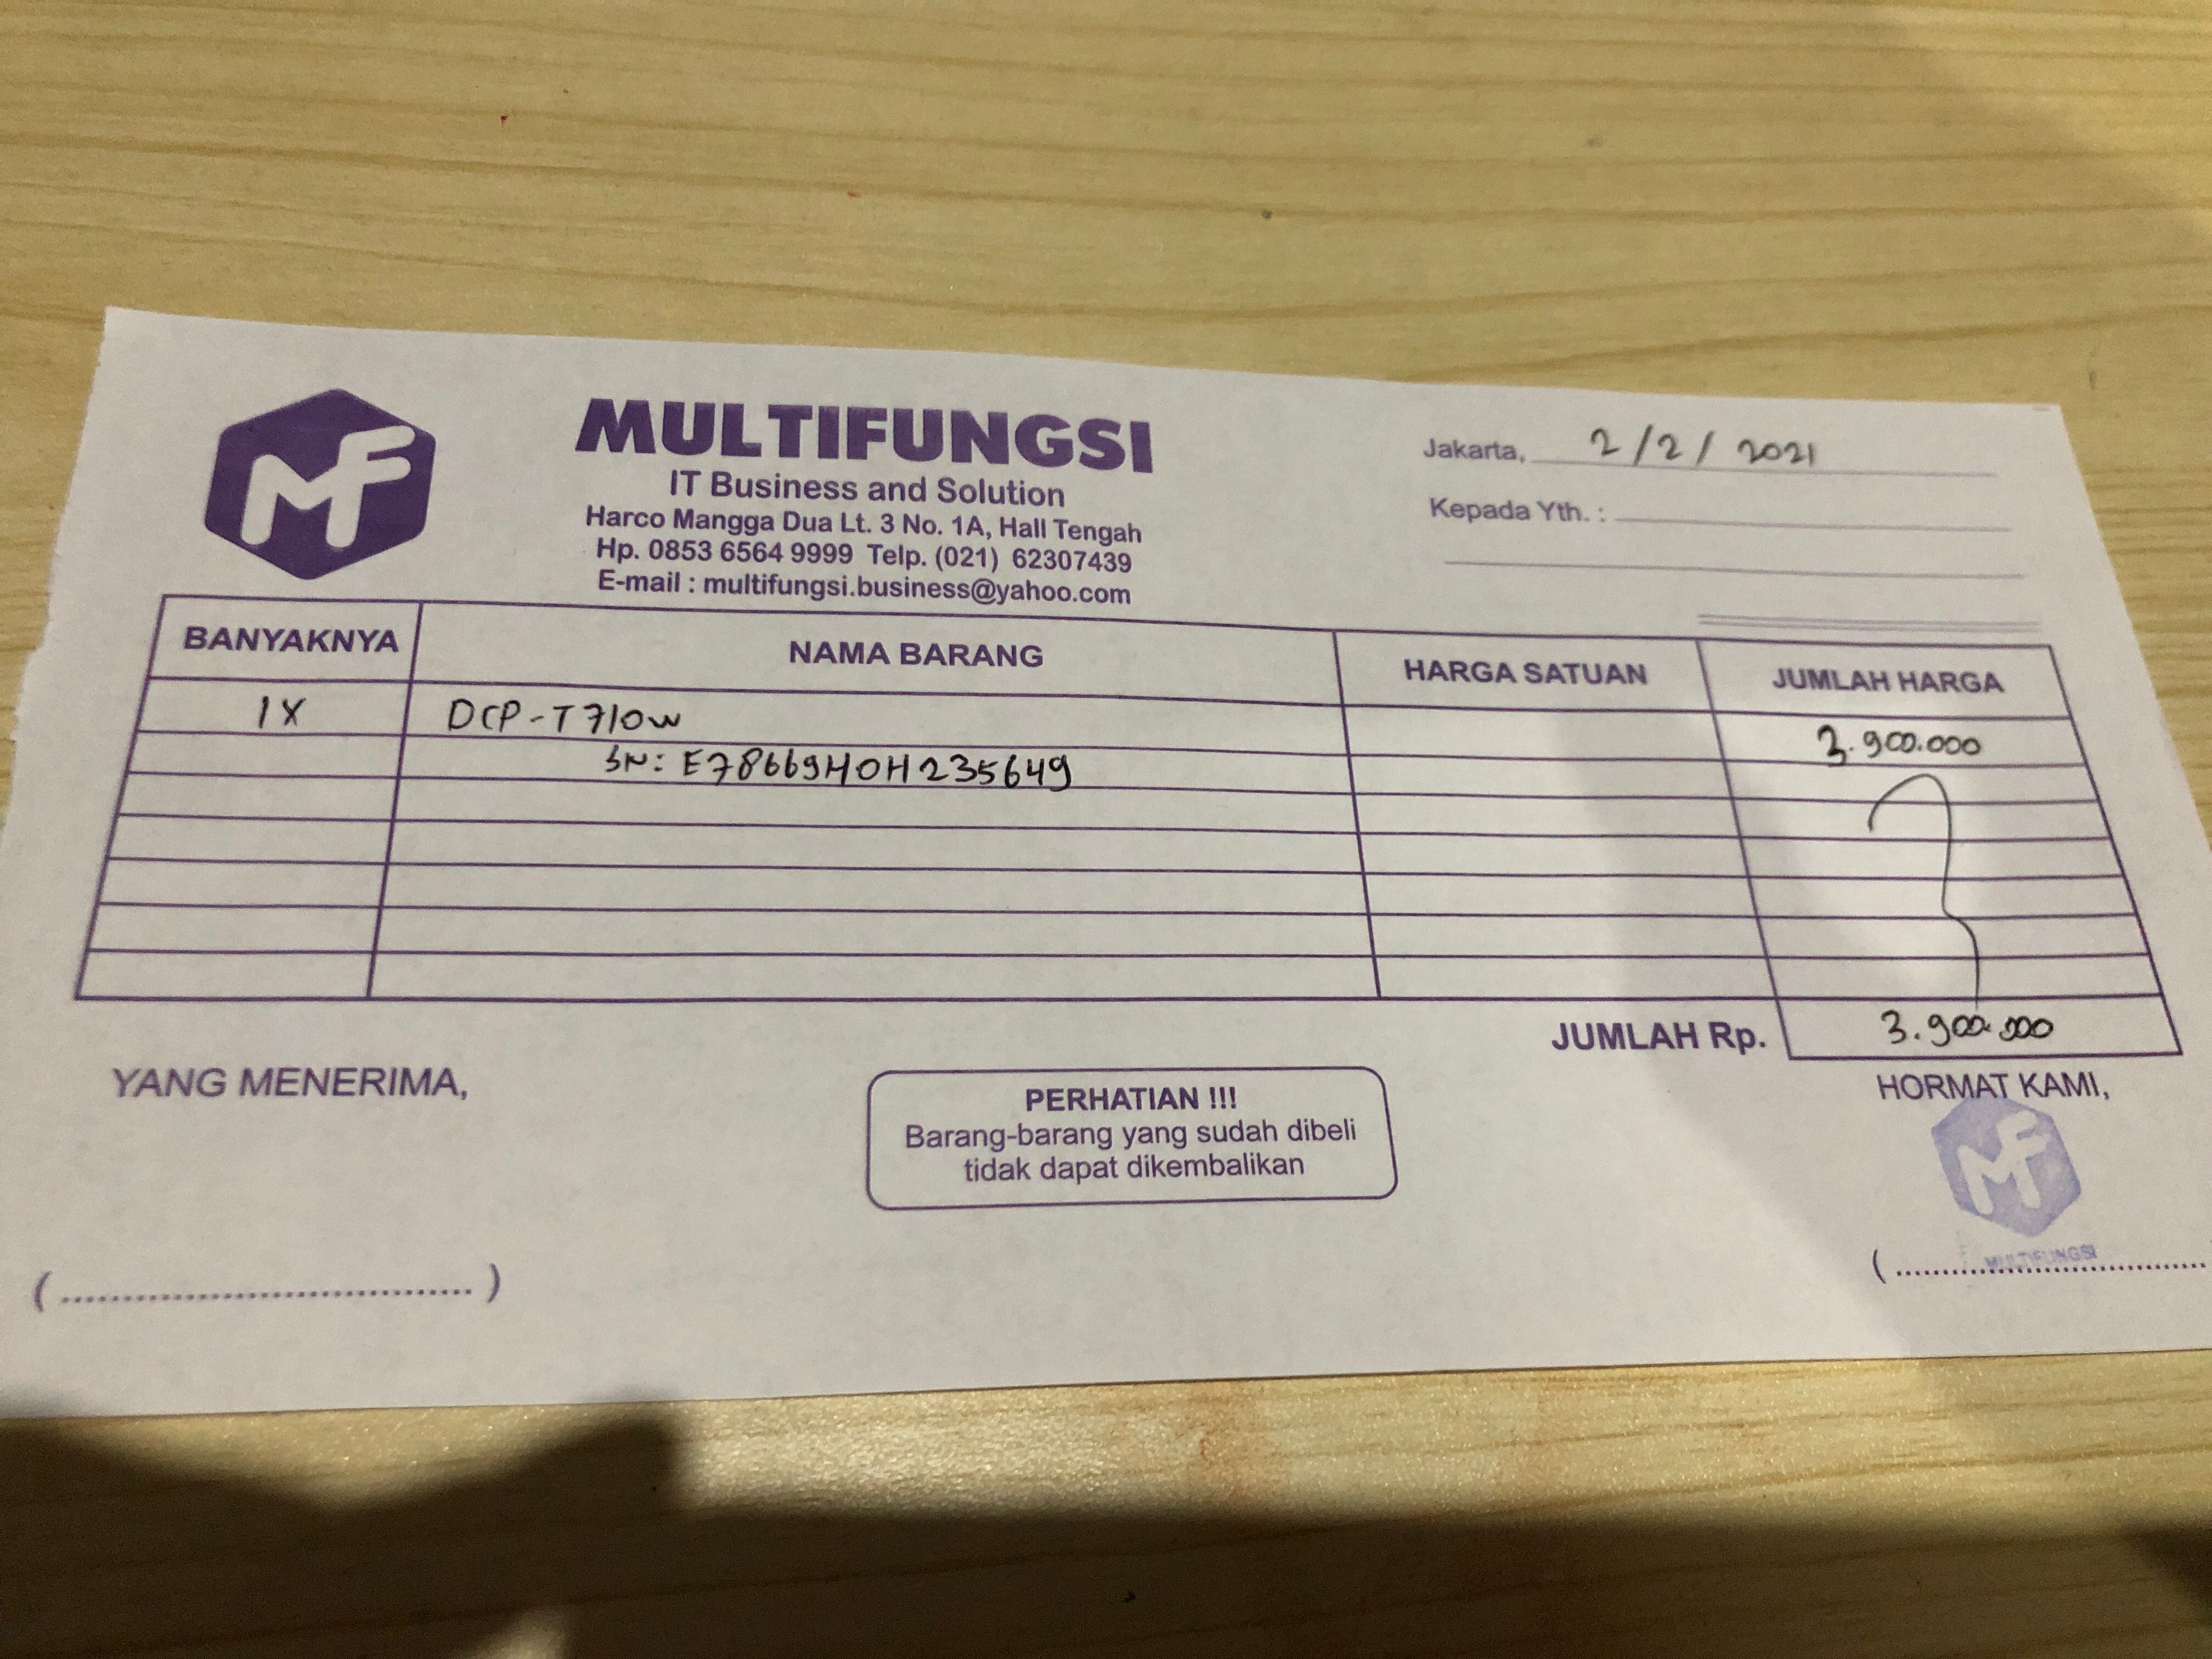 MF
MULTIFUNGSI
IT Business and Solution
Harco Mangga Dua Lt. 3 No. 1A, Hall Tengah
Hp. 0853 6564 9999 Telp. (021) 62307439
E-mail : multifungsi.business@yahoo.com
Jakarta, 2/2/2021
Kepada Yth. :
BANYAKNYA NAMA BARANG HARGA SATUAN JUMLAH HARGA
1X DCP-T710W 3.900.000
SN: E78669H0H235649
JUMLAH Rp. 3.900.000
YANG MENERIMA,
PERHATIAN !!!
Barang-barang yang sudah dibeli
tidak dapat dikembalikan
HORMAT KAMI,
MF
MULTIFUNGSI